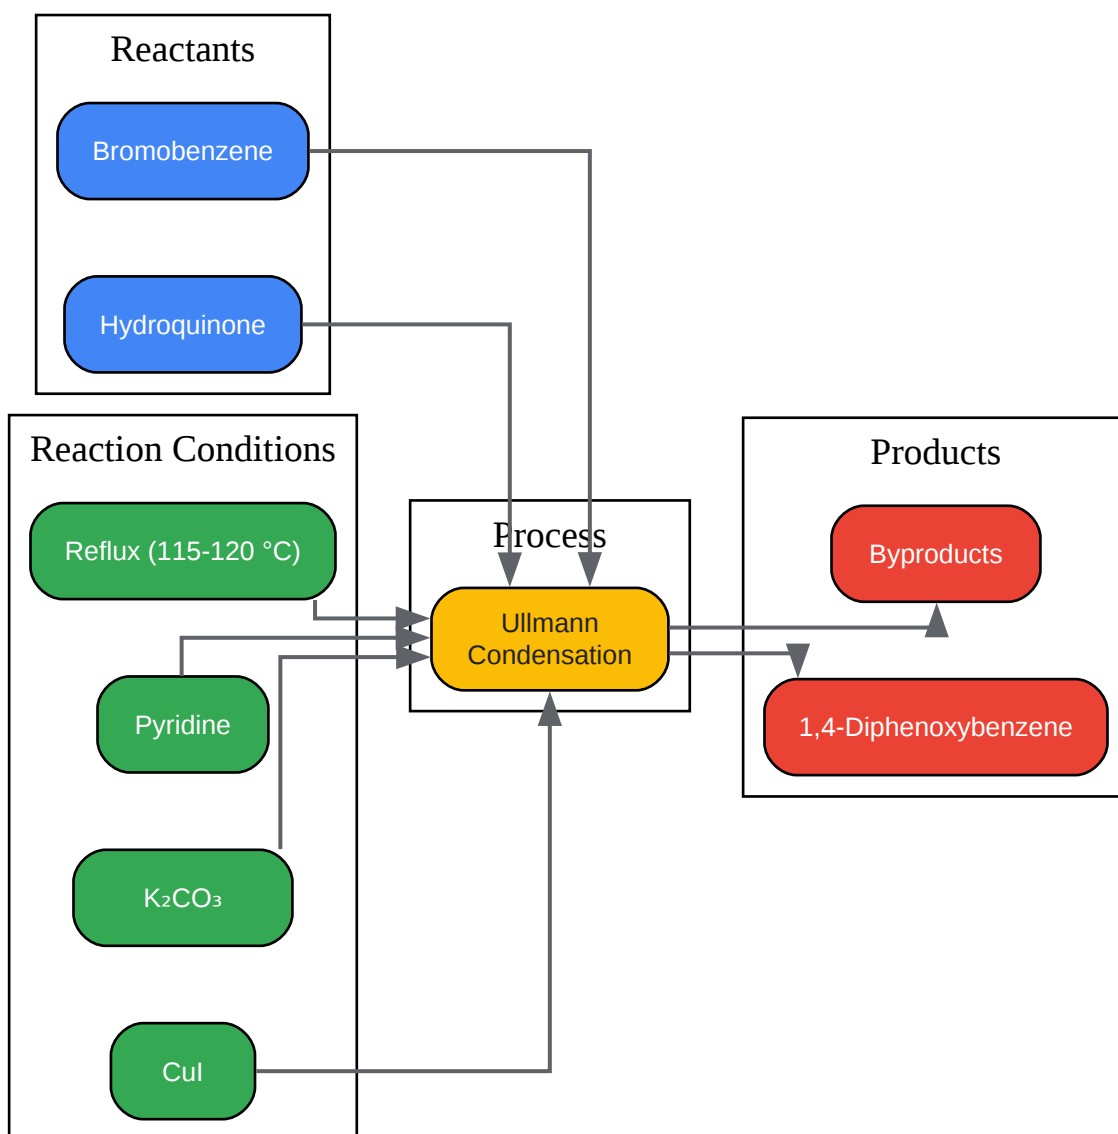 Reactants
Bromobenzene
Hydroquinone
Reaction Conditions
Reflux (115-120 °C)
Pyridine
K₂CO₃
CuI
Process
Ullmann
Condensation
Products
Byproducts
1,4-Diphenoxybenzene